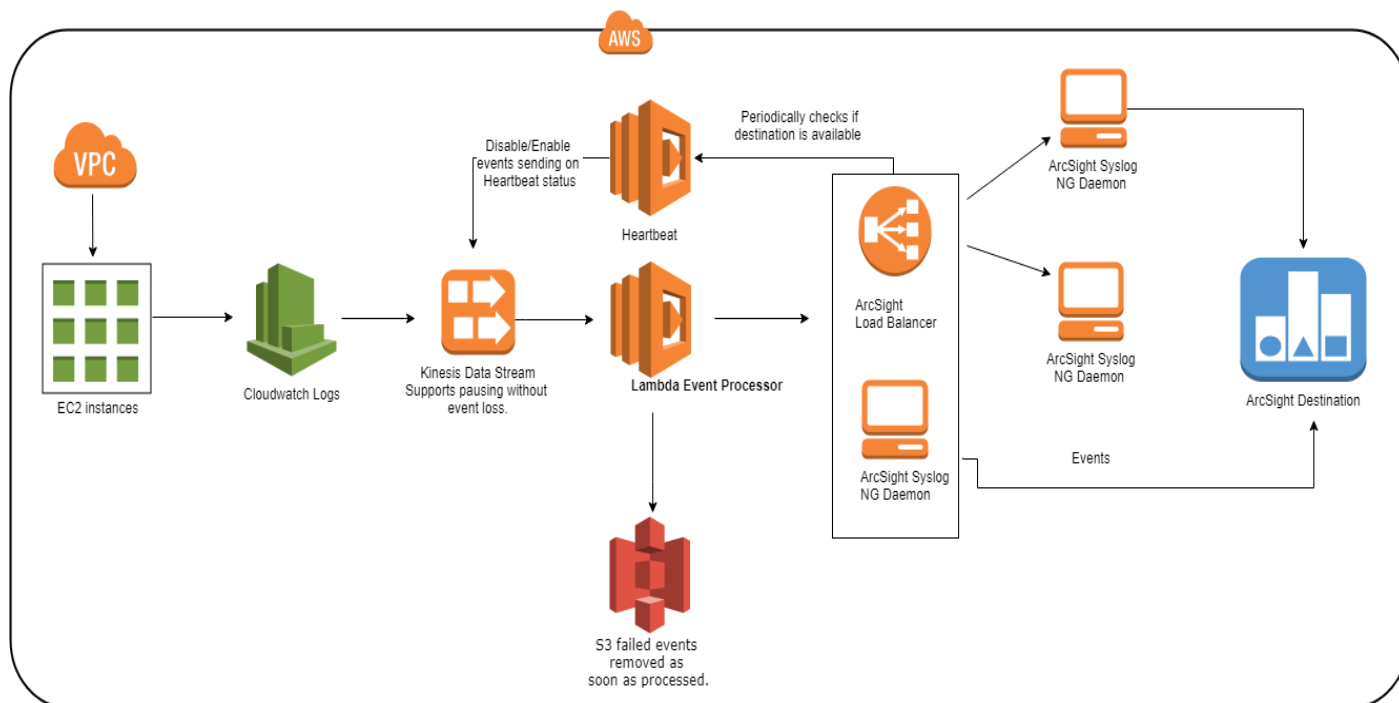 AWS
VPC
EC2 instances
Cloudwatch Logs
Disable/Enable
events sending on
Heartbeat status
Heartbeat
Periodically checks if
destination is available
Kinesis Data Stream
Supports pausing without
event loss.
Lambda Event Processor
S3 failed events
removed as
soon as processed.
ArcSight
Load Balancer
ArcSight Syslog
NG Daemon
ArcSight Syslog
NG Daemon
ArcSight Syslog
NG Daemon
Events
ArcSight Destination